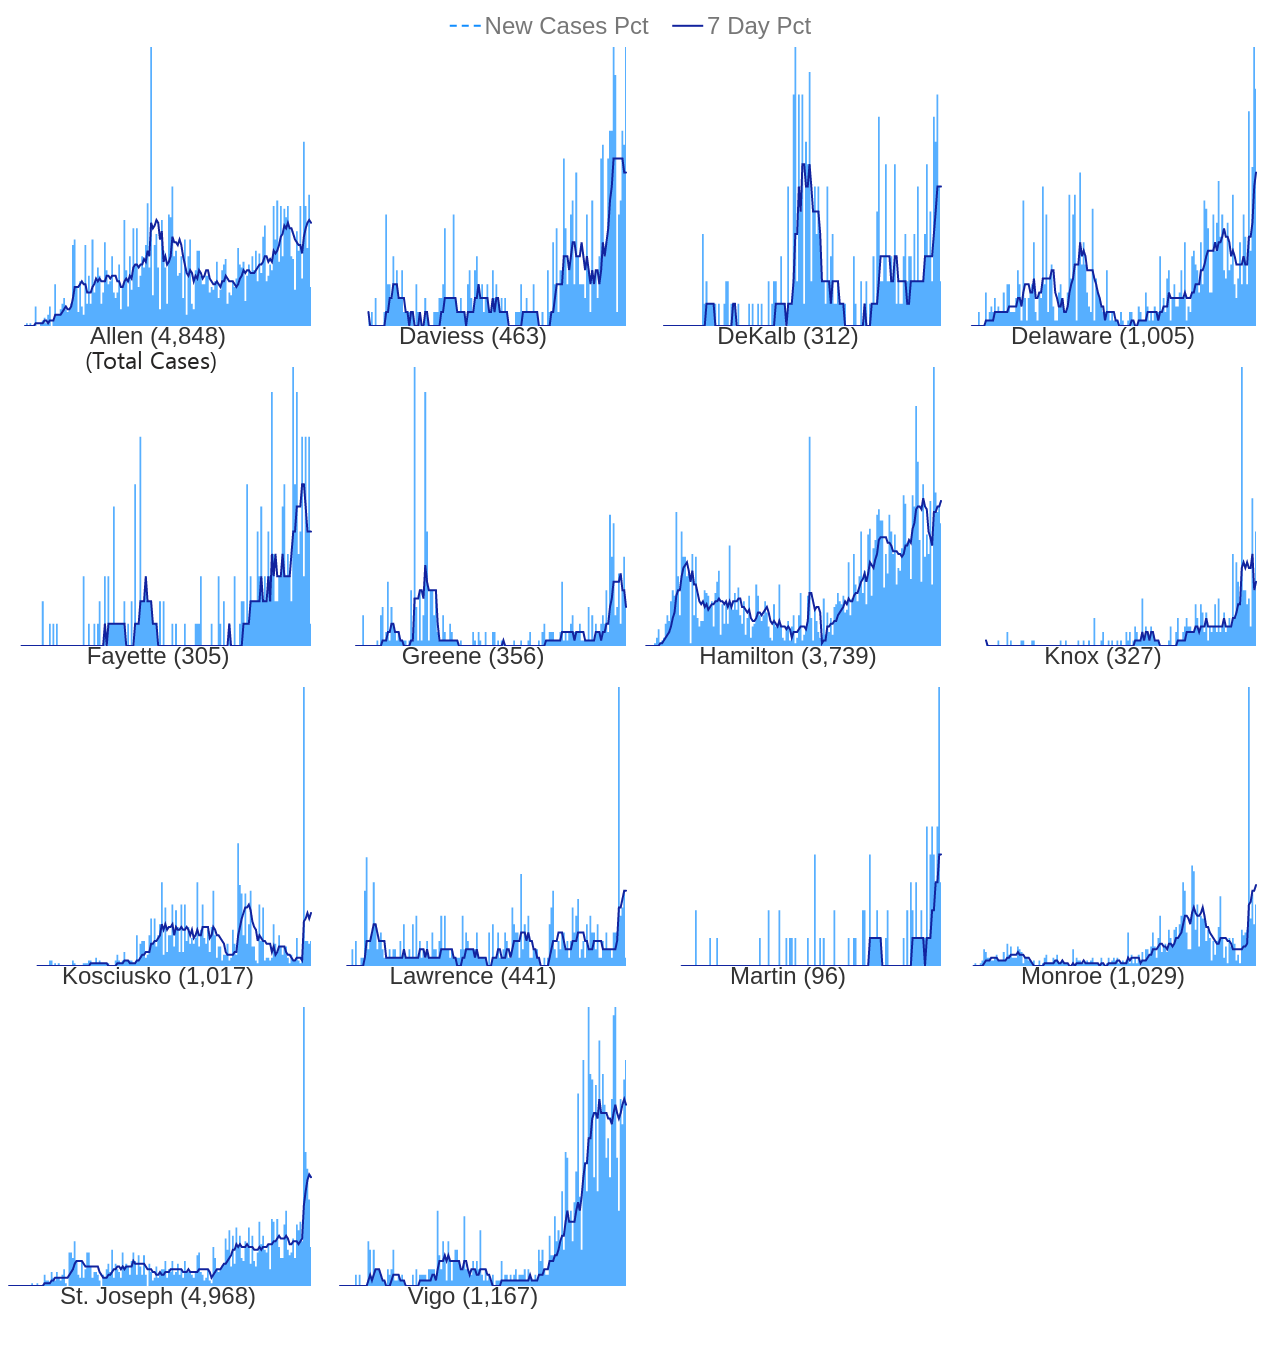 New Cases Pct 7 Day Pct
Allen (4,848) Daviess (463) DeKalb (312) Delaware (1,005)
(Total Cases)
Fayette (305) Greene (356) Hamilton (3,739) Knox (327)
Kosciusko (1,017) Lawrence (441) Martin (96) Monroe (1,029)
St. Joseph (4,968) Vigo (1,167)